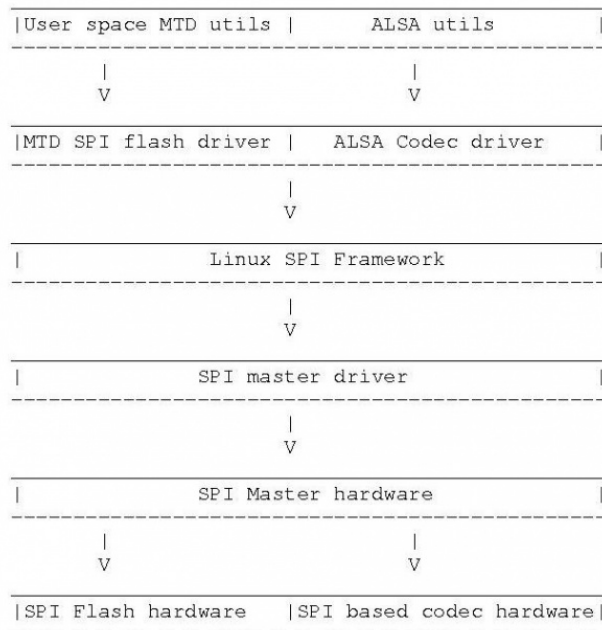 |User space MTD utils | ALSA utils |
| |
V V
|MTD SPI flash driver | ALSA Codec driver |
|
V
| Linux SPI Framework |
|
V
| SPI master driver |
|
V
| SPI Master hardware |
| |
V V
|SPI Flash hardware |SPI based codec hardware|